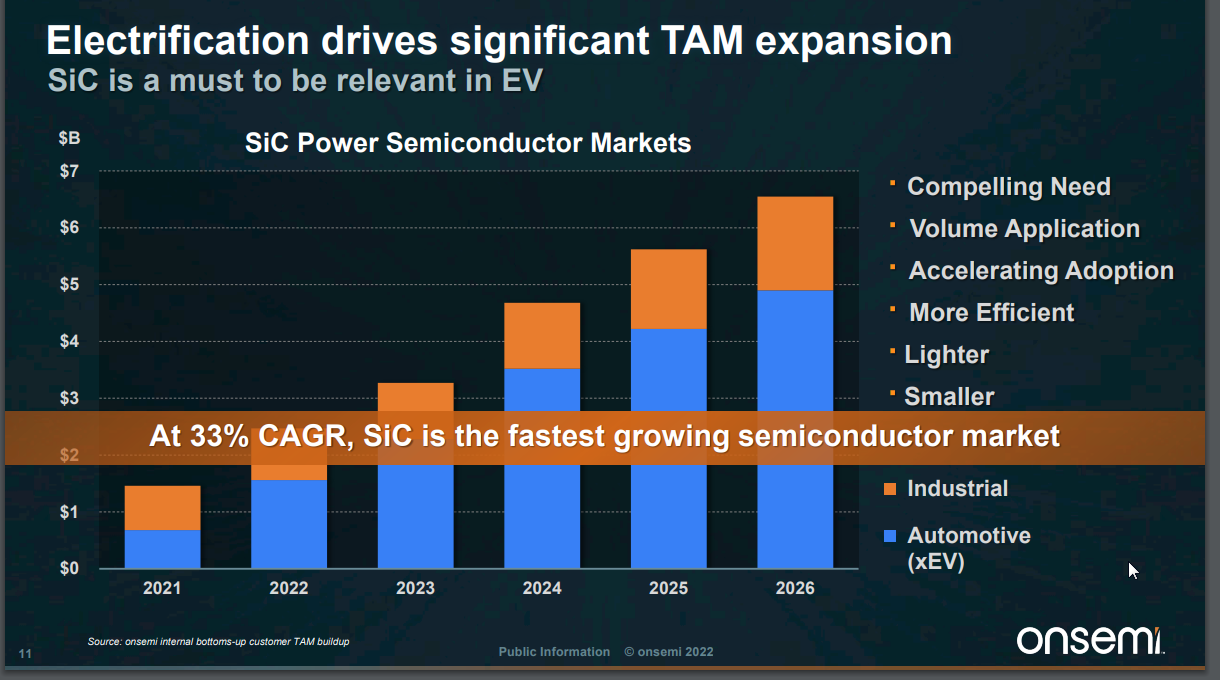 Electrification drives significant TAM expansion
SiC is a must to be relevant in EV
$B
SiC Power Semiconductor Markets
$7
$6
$5
$4
$3
$2
$1
$0
2021 2022 2023 2024 2025 2026
Compelling Need
Volume Application
Accelerating Adoption
More Efficient
Lighter
Smaller
At 33% CAGR, SiC is the fastest growing semiconductor market
Industrial
Automotive
(xEV)
Source: onsemi internal bottoms-up customer TAM buildup
11
Public Information © onsemi 2022
onsemi